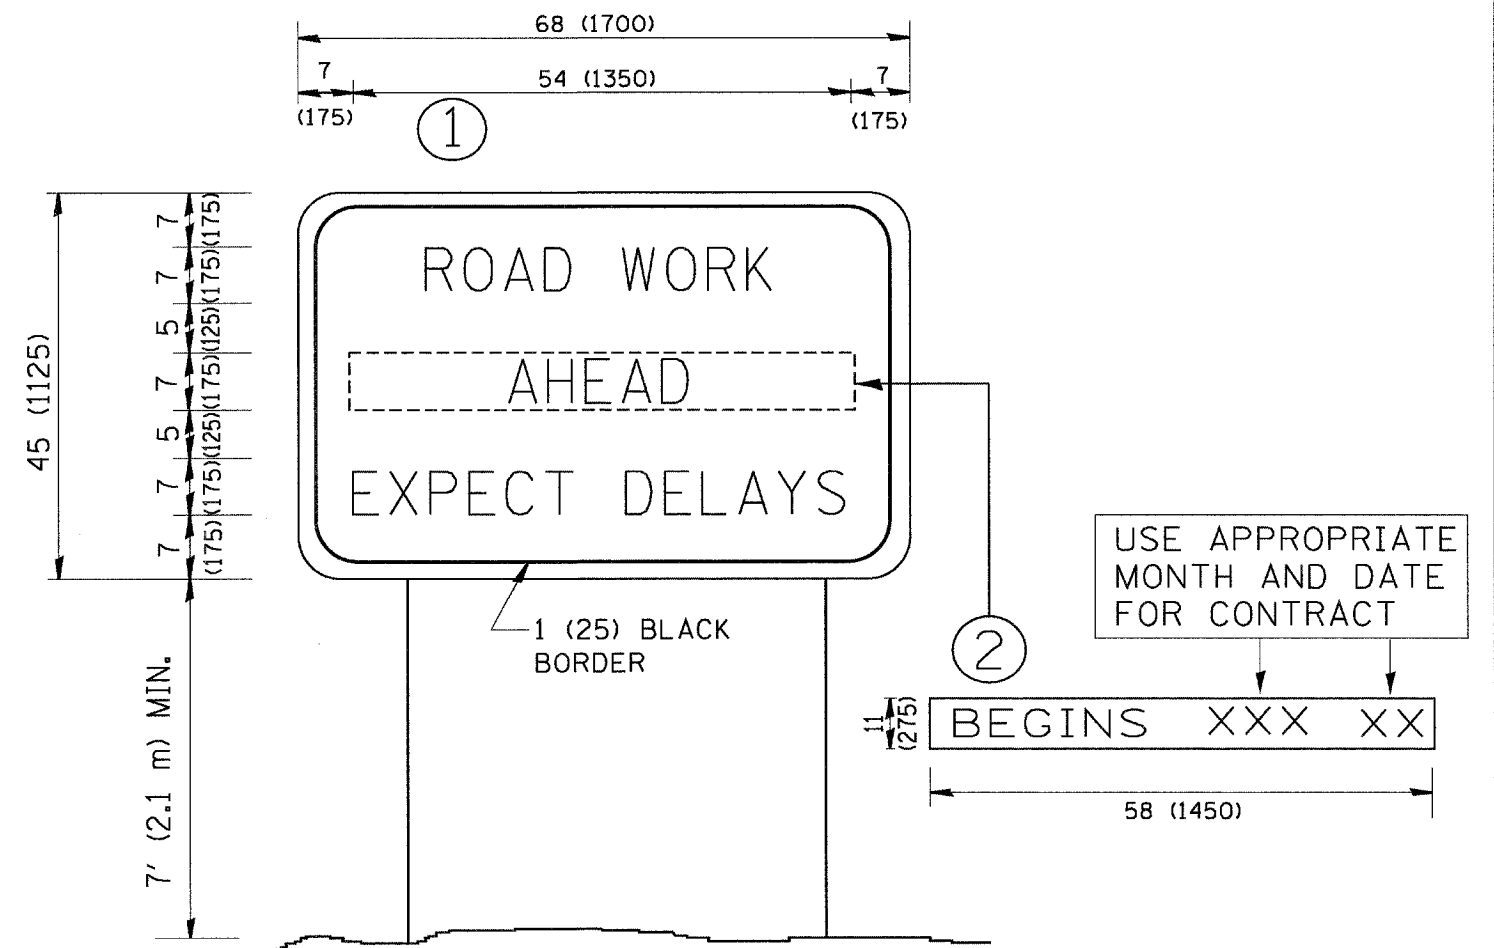 68 (1700)
7
54 (1350)
7
(175)
(175)
1
45 (1125)
7 (175)
7 (175)
5 (125)
7 (175)
5 (125)
7 (175)
7 (175)
ROAD WORK
AHEAD
EXPECT DELAYS
1 (25) BLACK
BORDER
7' (2.1 m) MIN.
USE APPROPRIATE
MONTH AND DATE
FOR CONTRACT
2
11
(275)
BEGINS XXX XX
58 (1450)